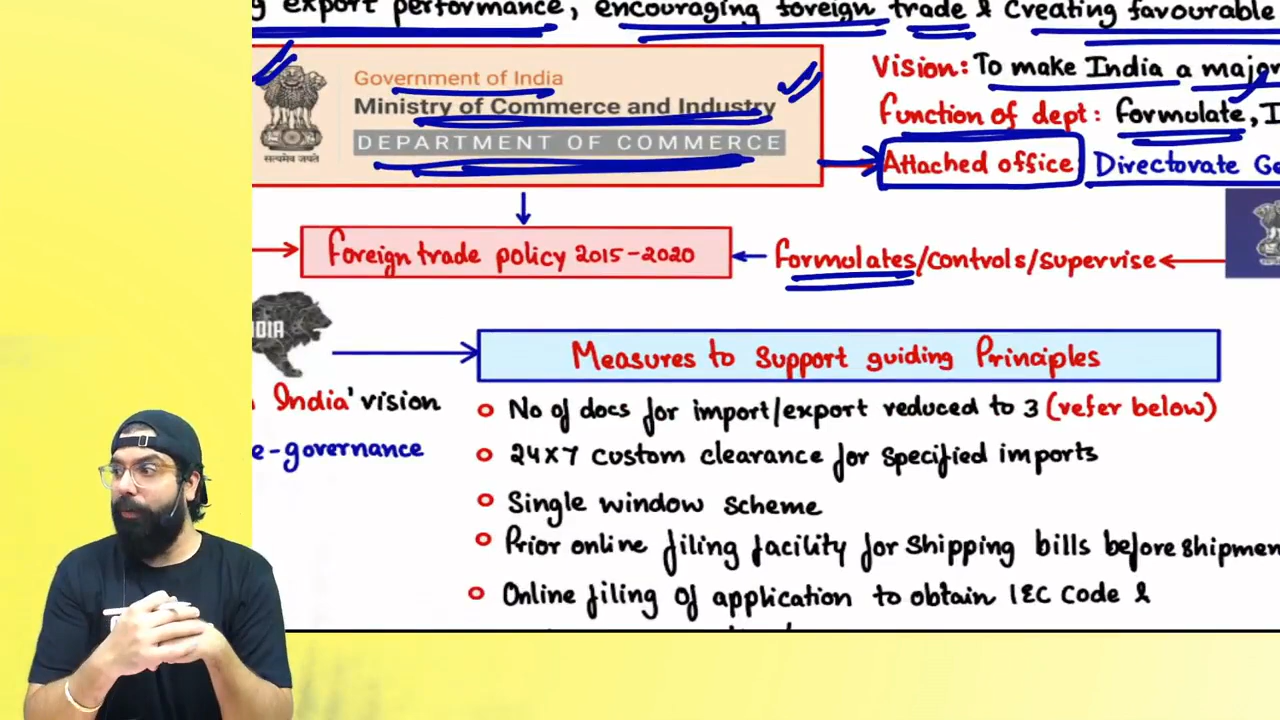 export performance, encouraging foreign trade & creating favourable
Government of India
Ministry of Commerce and Industry
DEPARTMENT OF COMMERCE
सत्यमेव जयते
Vision: To make India a major
Function of dept: formulate,
Attached office Directorate
Foreign trade policy 2015-2020
formulates/controls/supervise
Measures to support guiding Principles
India' vision
e-governance
No of docs for import/export reduced to 3 (refer below)
24x7 custom clearance for specified imports
Single window scheme
Prior online filing facility for shipping bills before
Online filing of application to obtain IEC Code &